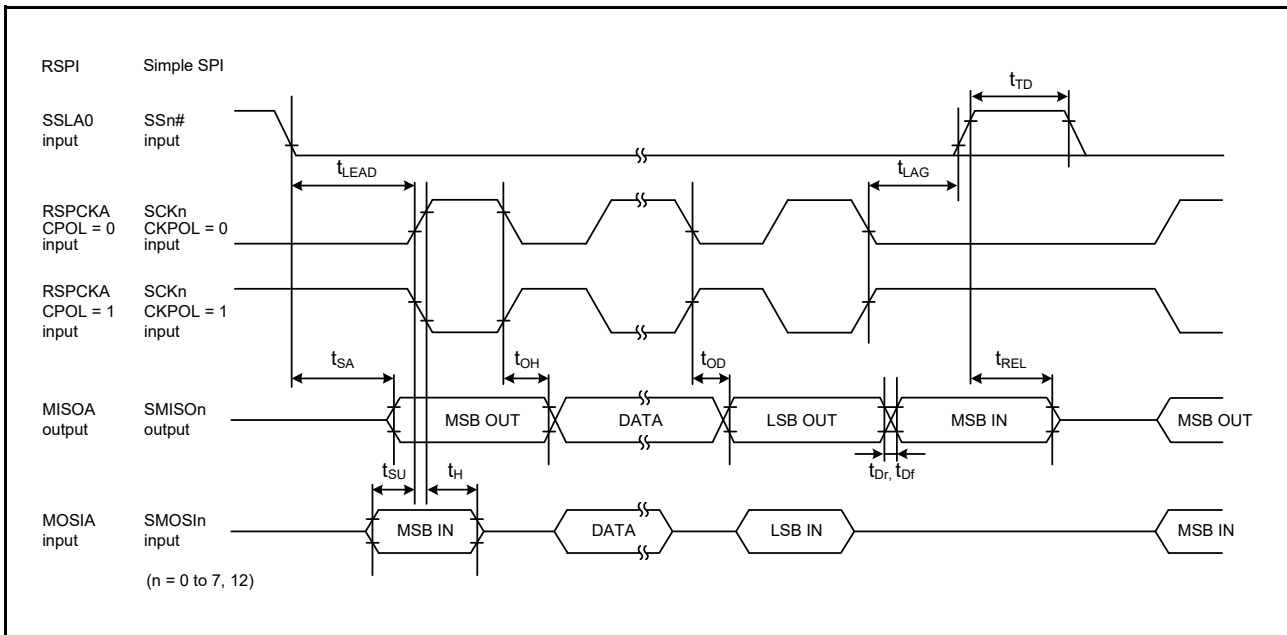 RSPI Simple SPI
tTD
SSLA0 SSn#
input input
tLEAD tLAG
RSPCKA SCKn
CPOL = 0 CKPOL = 0
input input
RSPCKA SCKn
CPOL = 1 CKPOL = 1
input input
tSA tOH tOD tREL
MISOA SMISOn
output output
MSB OUT DATA LSB OUT MSB IN MSB OUT
tSU tH tDr, tDf
MOSIA SMOSIn
input input
MSB IN DATA LSB IN MSB IN
(n = 0 to 7, 12)